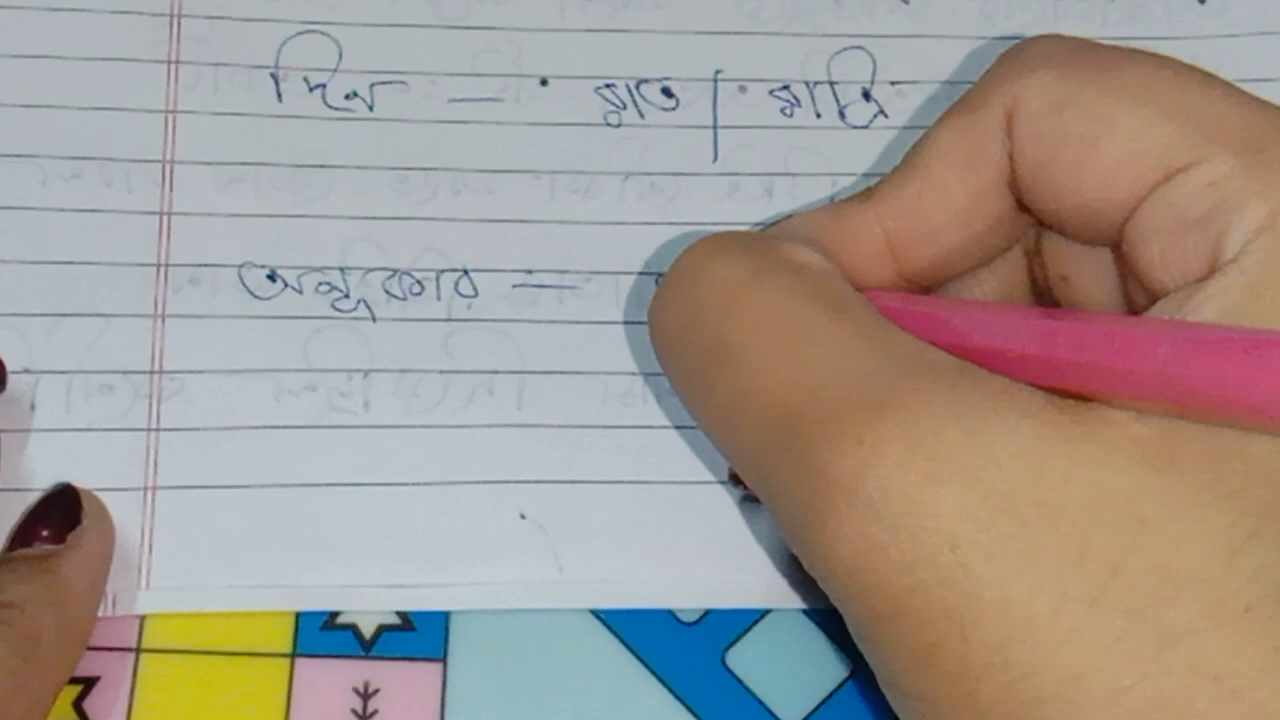 দিন — রাত | রাত্রি
অন্ধকার —